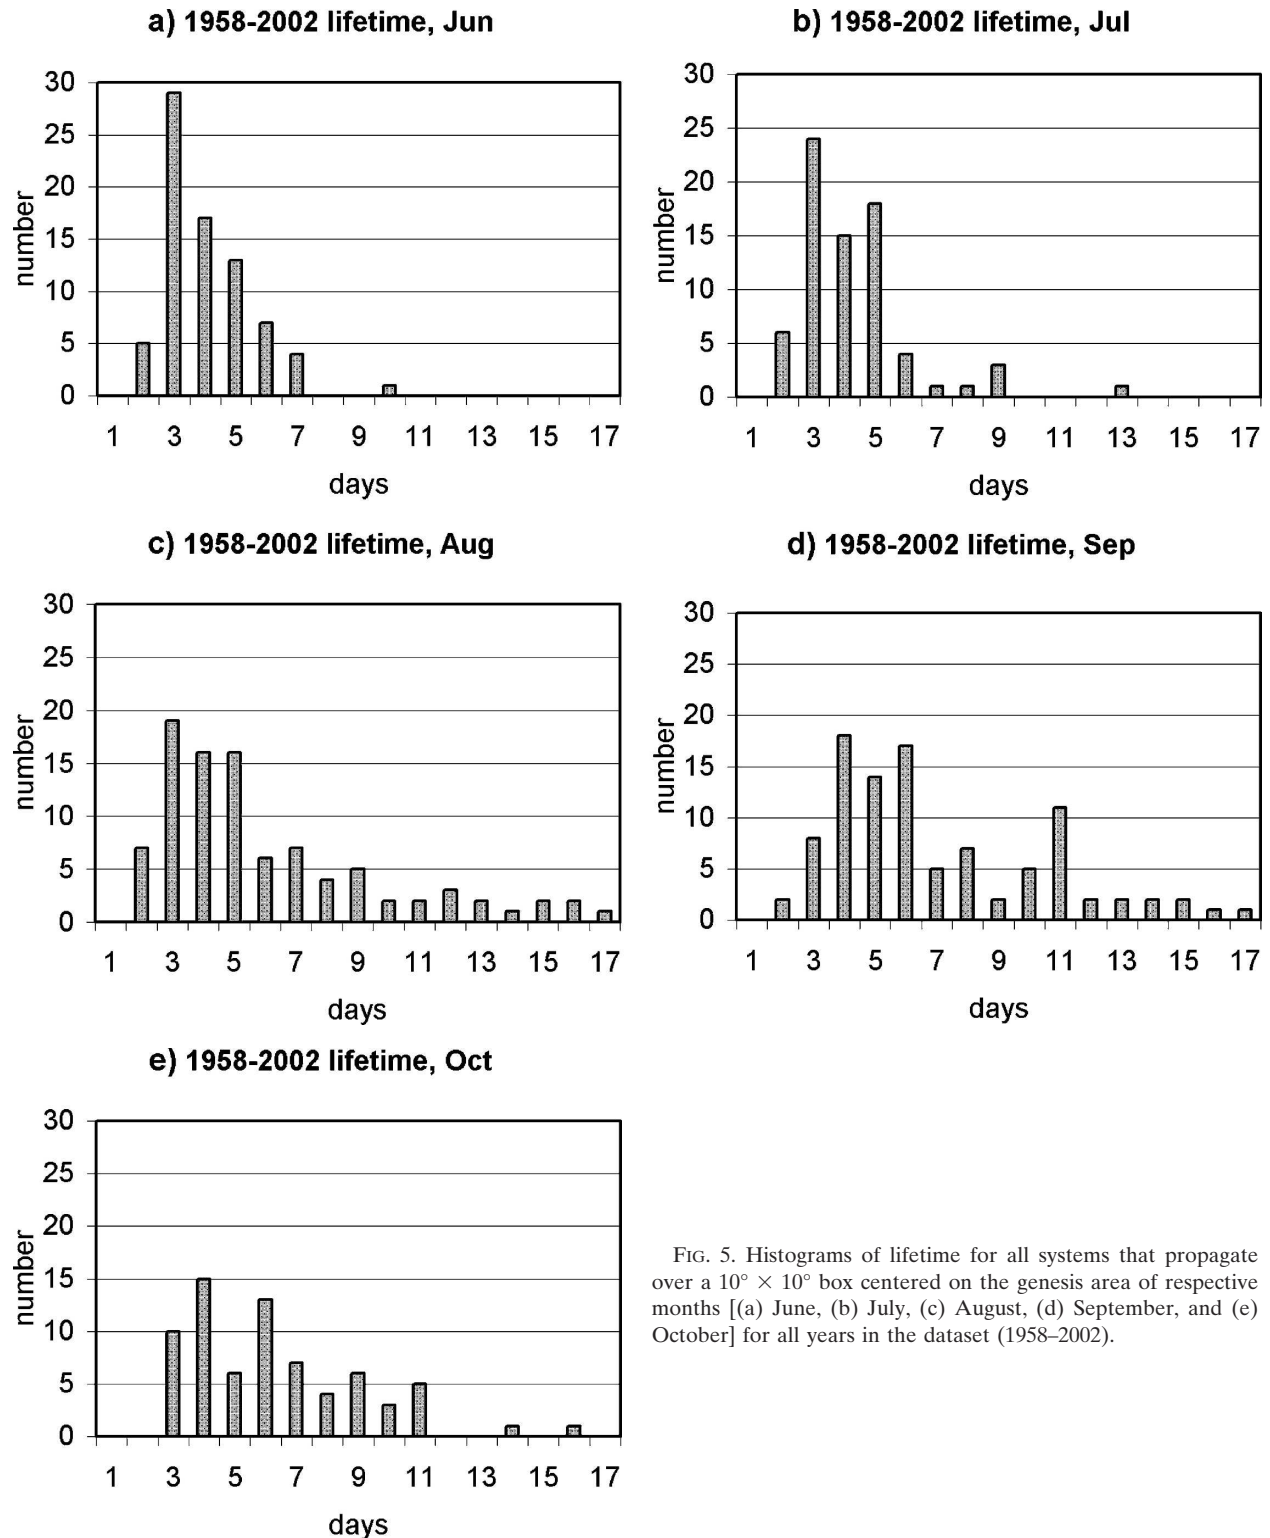 a) 1958-2002 lifetime, Jun
30
25
20
15
10
5
0
number
1 3 5 7 9 11 13 15 17
days
b) 1958-2002 lifetime, Jul
30
25
20
15
10
5
0
number
1 3 5 7 9 11 13 15 17
days
c) 1958-2002 lifetime, Aug
30
25
20
15
10
5
0
number
1 3 5 7 9 11 13 15 17
days
d) 1958-2002 lifetime, Sep
30
25
20
15
10
5
0
number
1 3 5 7 9 11 13 15 17
days
e) 1958-2002 lifetime, Oct
30
25
20
15
10
5
0
number
1 3 5 7 9 11 13 15 17
days
FIG. 5. Histograms of lifetime for all systems that propagate
over a 10° × 10° box centered on the genesis area of respective
months [(a) June, (b) July, (c) August, (d) September, and (e)
October] for all years in the dataset (1958–2002).